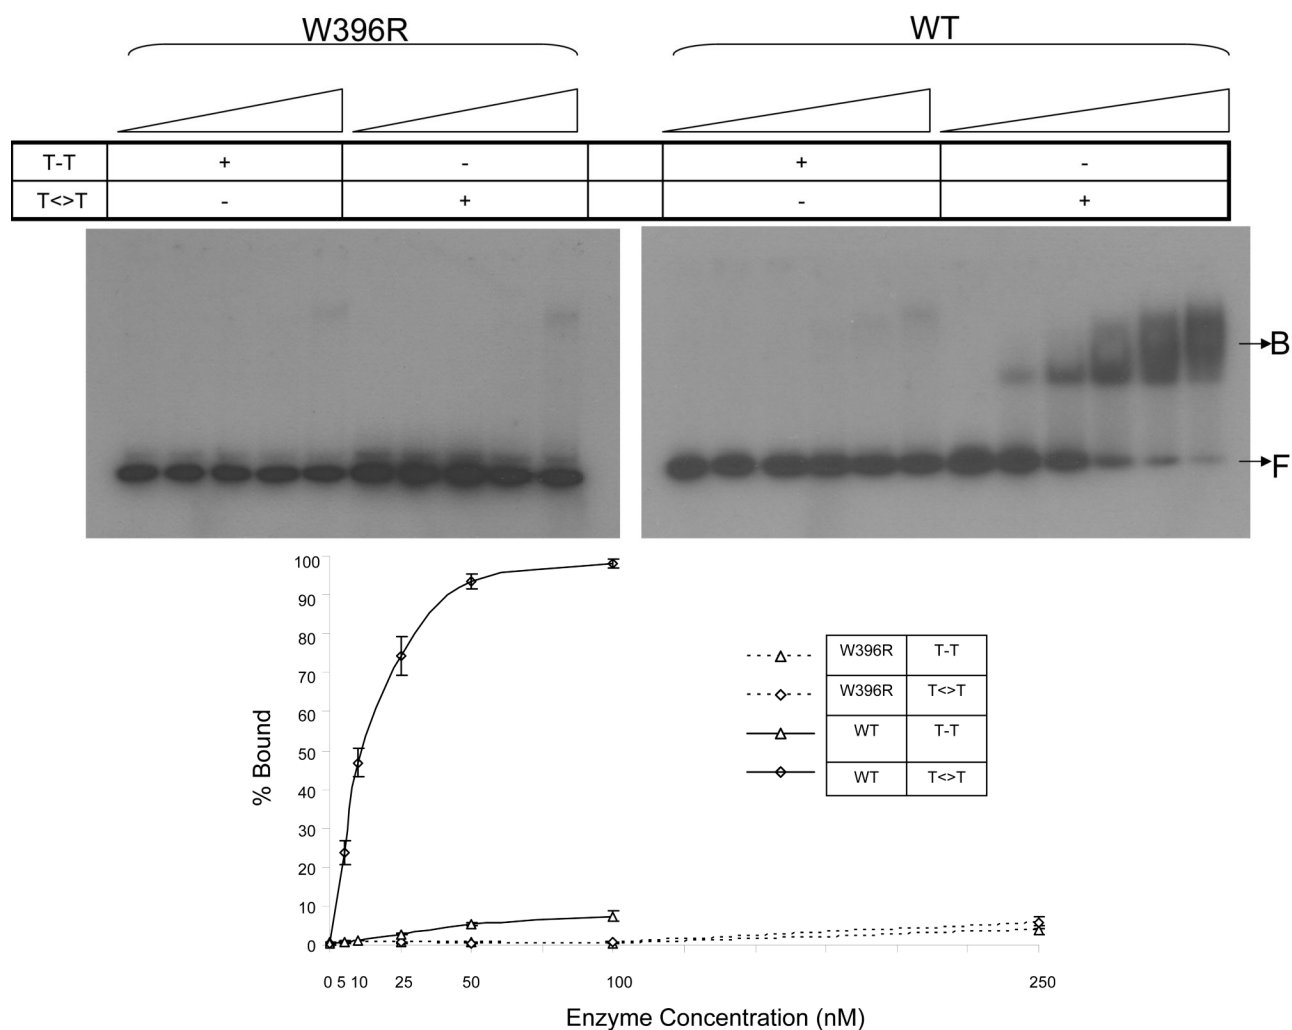 W396R WT
T-T + - + -
T<>T - + - +
B
F
100
90
80
70
60
50
40
30
20
10
0
% Bound
W396R T-T
W396R T<>T
WT T-T
WT T<>T
0 5 10 25 50 100 250
Enzyme Concentration (nM)